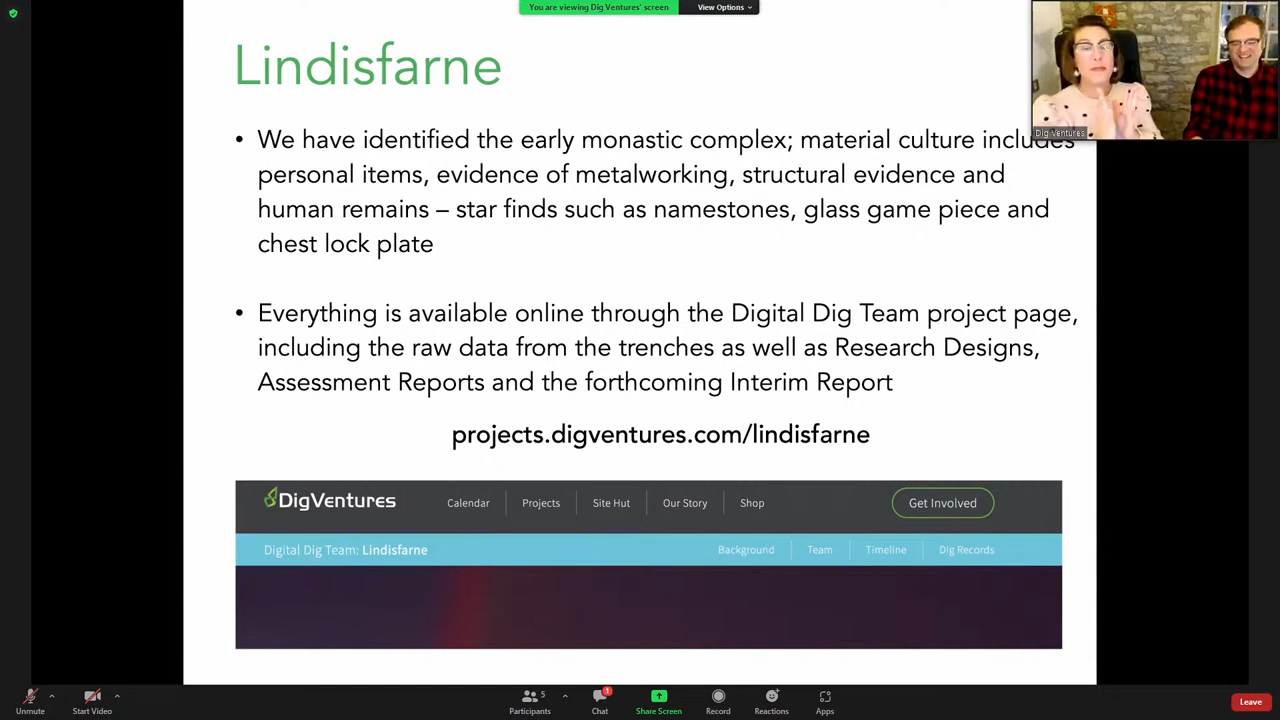 You are viewing Dig Ventures' screen
View Options
Lindisfarne
Dig Ventures
• We have identified the early monastic complex; material culture includes
personal items, evidence of metalworking, structural evidence and
human remains – star finds such as namestones, glass game piece and
chest lock plate
• Everything is available online through the Digital Dig Team project page,
including the raw data from the trenches as well as Research Designs,
Assessment Reports and the forthcoming Interim Report
projects.digventures.com/lindisfarne
DigVentures Calendar Projects Site Hut Our Story Shop Get Involved
Digital Dig Team: Lindisfarne Background Team Timeline Dig Records
5 1
Unmute Start Video Participants Chat Share Screen Record Reactions Apps Leave